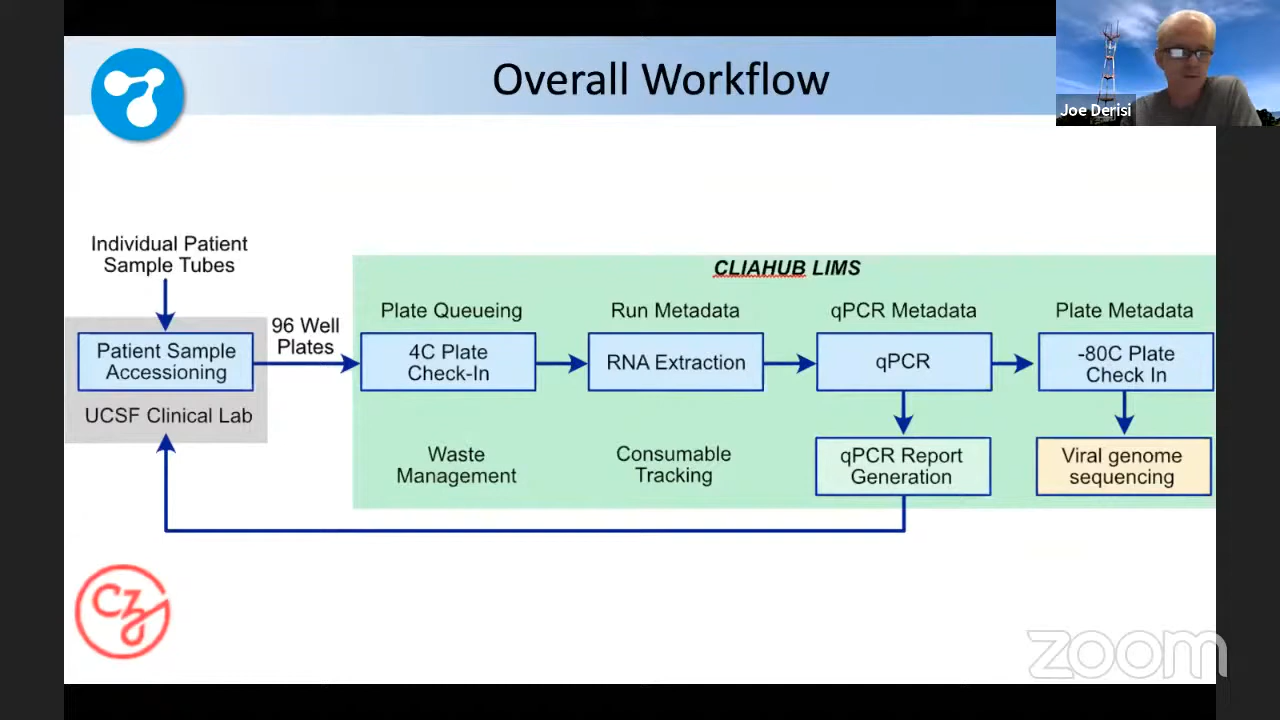 Overall Workflow
Joe Derisi
Individual Patient
Sample Tubes
CLIAHUB LIMS
Plate Queueing
Run Metadata
qPCR Metadata
Plate Metadata
96 Well
Plates
Patient Sample
Accessioning
4C Plate
Check-In
RNA Extraction
qPCR
-80C Plate
Check In
UCSF Clinical Lab
Waste
Management
Consumable
Tracking
qPCR Report
Generation
Viral genome
sequencing
cz
zoom